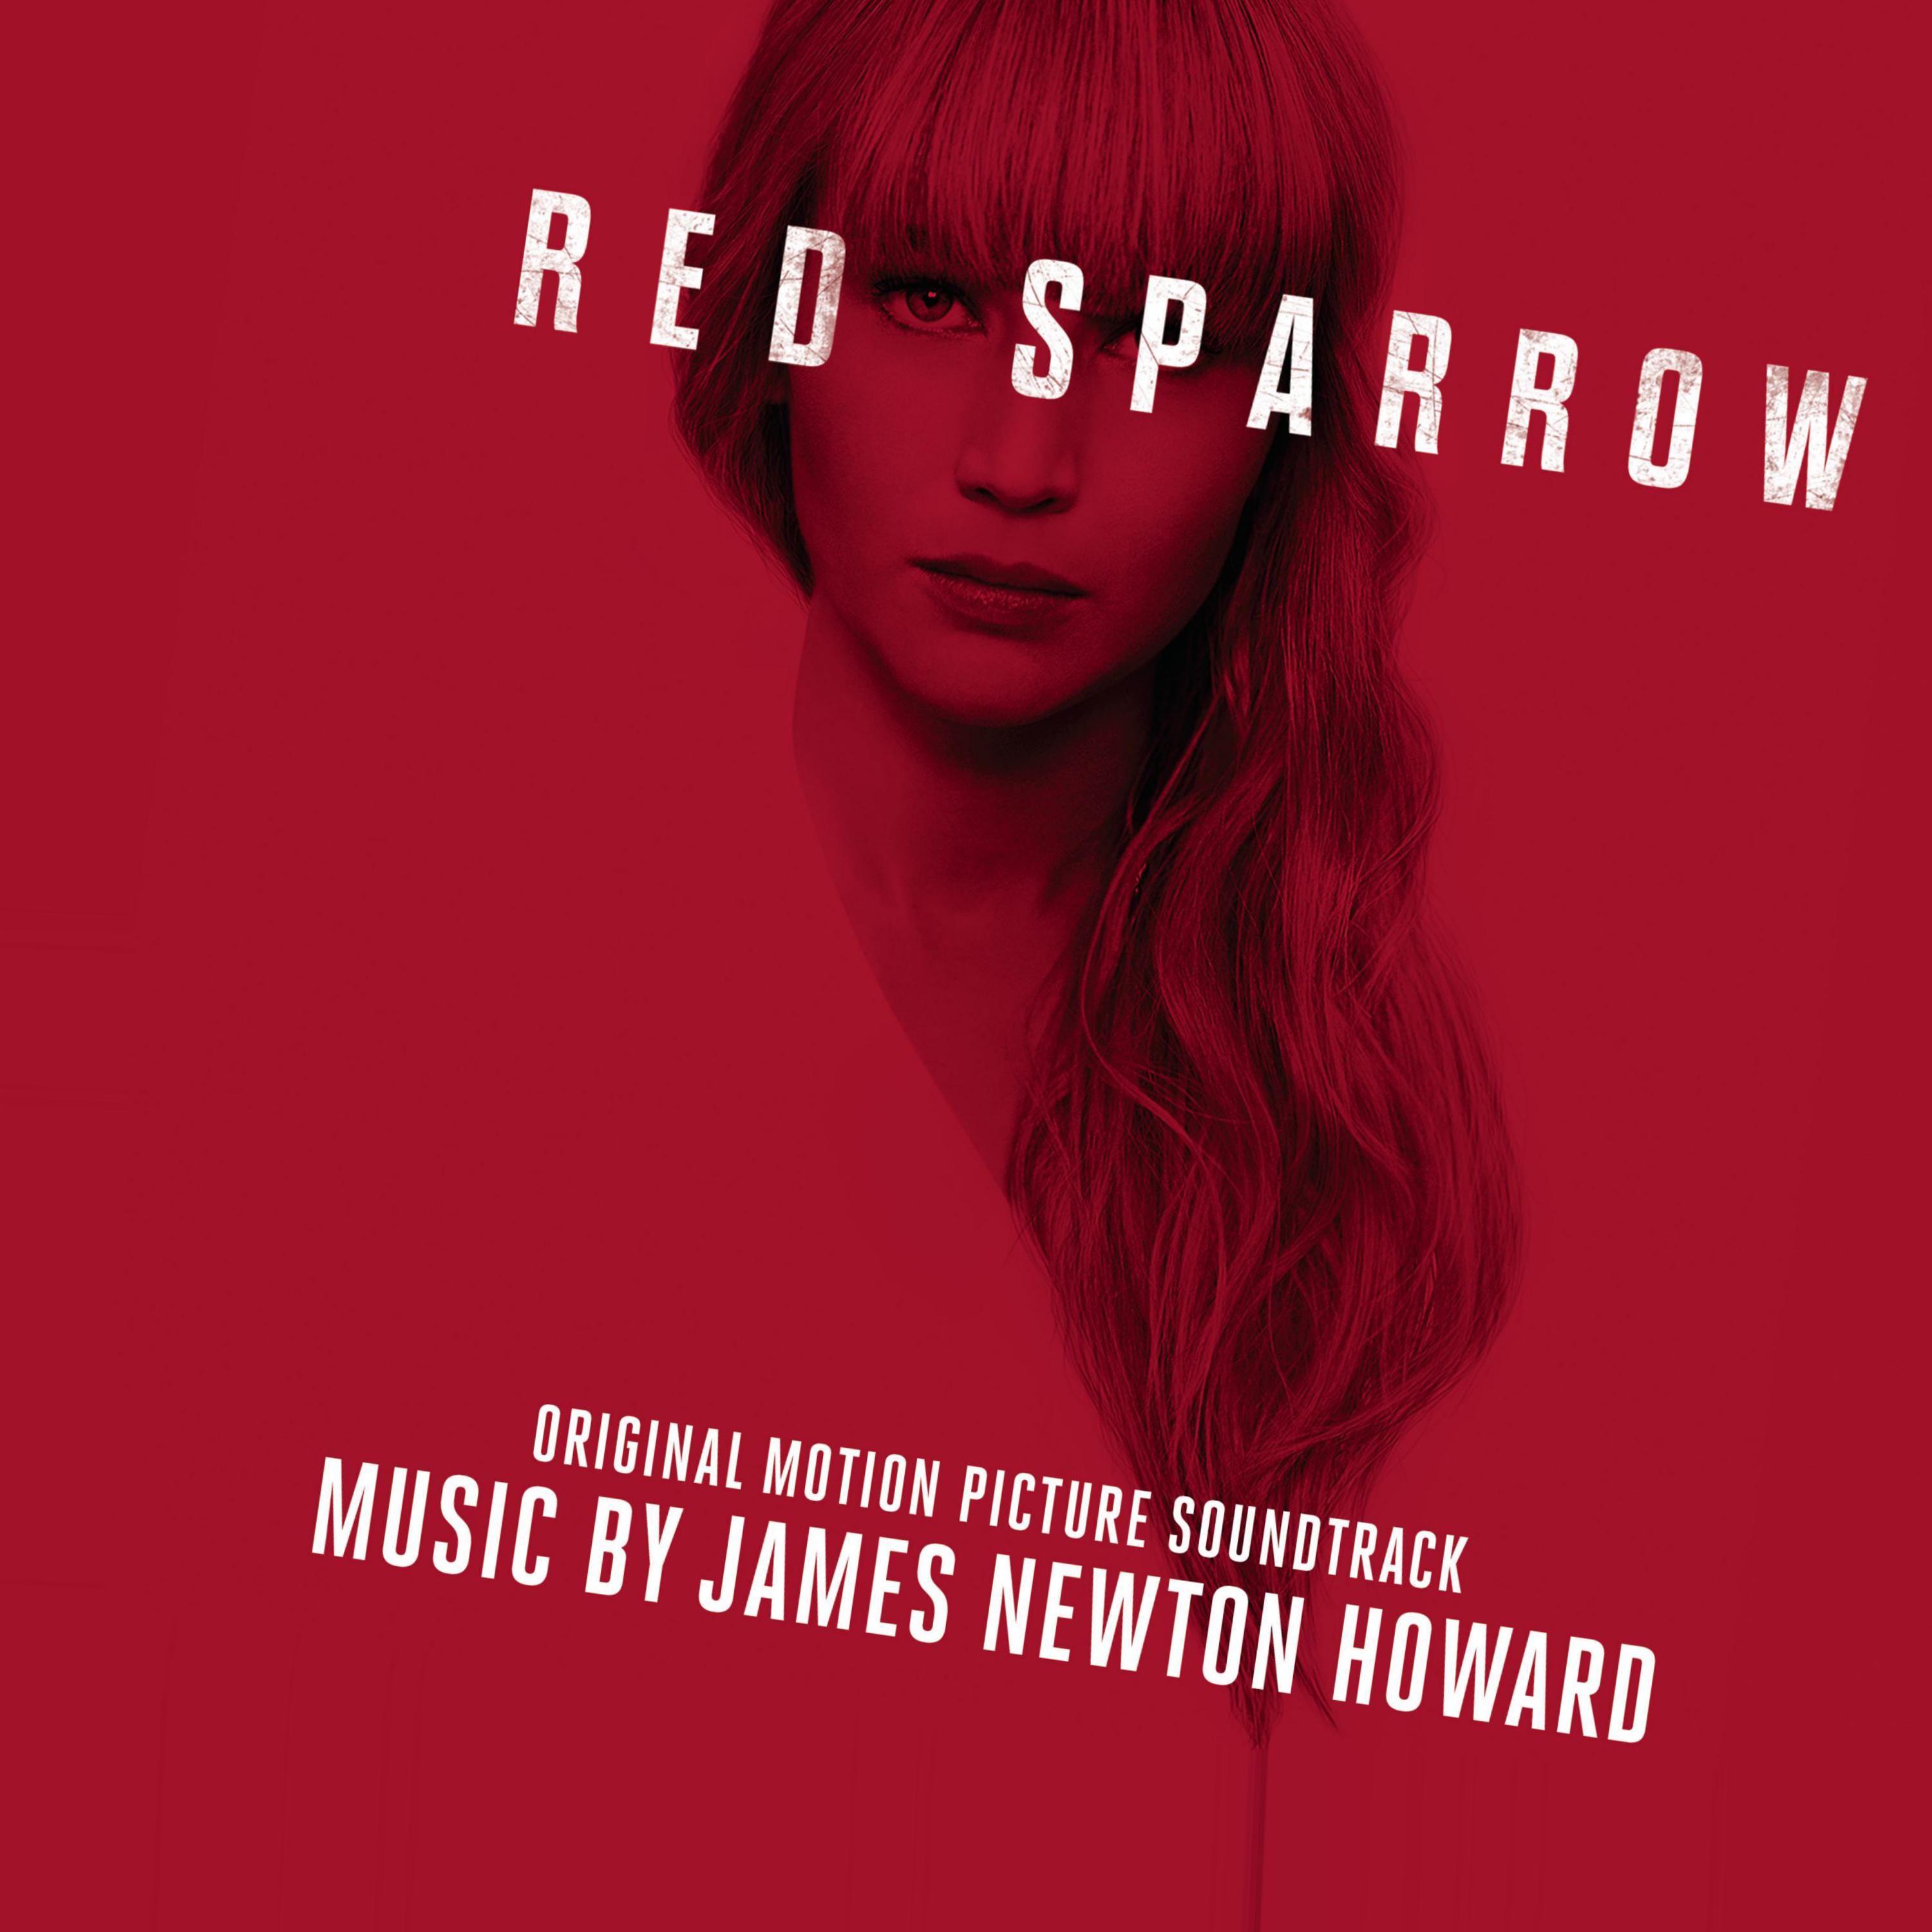 RED SPARROW
ORIGINAL MOTION PICTURE SOUNDTRACK
MUSIC BY JAMES NEWTON HOWARD